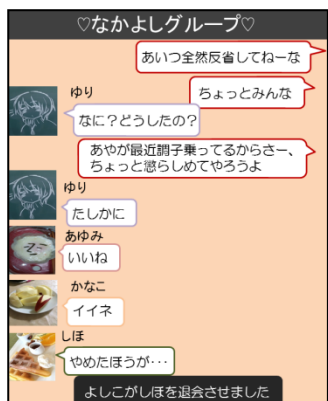 ♡なかよしグループ♡
あいつ全然反省してねーな
ちょっとみんな
ゆり
なに？どうしたの？
あやが最近調子乗ってるからさー、
ちょっと懲らしめてやろうよ
ゆり
たしかに
あゆみ
いいね
かなこ
イイネ
しほ
やめたほうが・・・
よしこがしほを退会させました